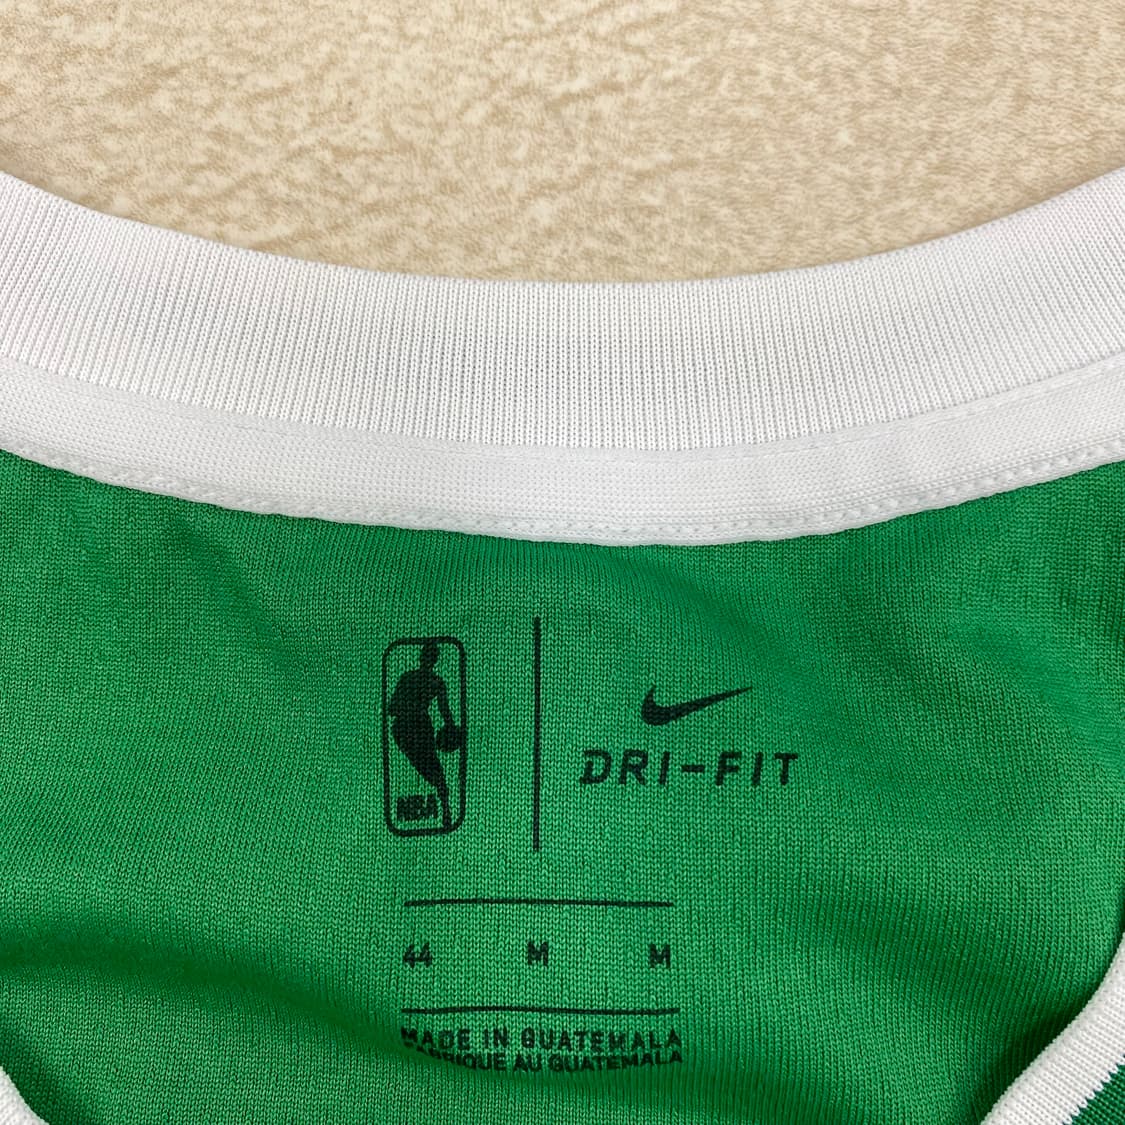 NBA
DRI-FIT
44 M M
MADE IN GUATEMALA
FABRIQUE AU GUATEMALA